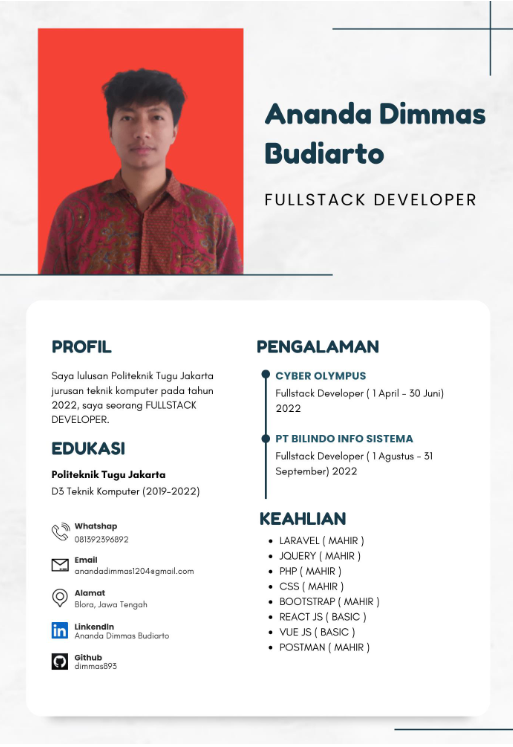 Ananda Dimmas
Budiarto
FULLSTACK DEVELOPER
PROFIL
Saya lulusan Politeknik Tugu Jakarta
jurusan teknik komputer pada tahun
2022, saya seorang FULLSTACK
DEVELOPER.
EDUKASI
Politeknik Tugu Jakarta
D3 Teknik Komputer (2019-2022)
Whatshap
081392396892
Email
anandadimmas1204@gmail.com
Alamat
Blora, Jawa Tengah
LinkendIn
Ananda Dimmas Budiarto
Github
dimmas893
PENGALAMAN
CYBER OLYMPUS
Fullstack Developer ( 1 April – 30 Juni)
2022
PT BILINDO INFO SISTEMA
Fullstack Developer ( 1 Agustus – 31
September) 2022
KEAHLIAN
• LARAVEL ( MAHIR )
• JQUERY ( MAHIR )
• PHP ( MAHIR )
• CSS ( MAHIR )
• BOOTSTRAP ( MAHIR )
• REACT JS ( BASIC )
• VUE JS ( BASIC )
• POSTMAN ( MAHIR )